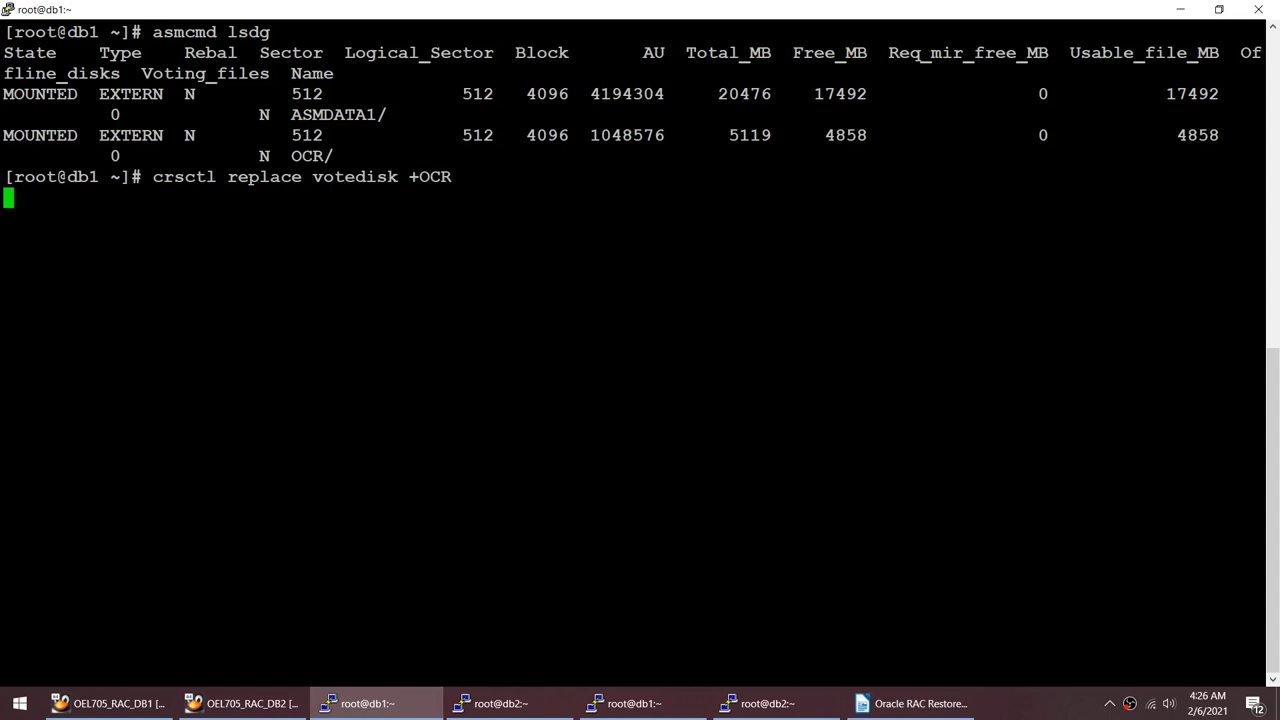 root@db1:~
[root@db1 ~]# asmcmd lsdg
State Type Rebal Sector Logical_Sector Block AU Total_MB Free_MB Req_mir_free_MB Usable_file_MB Of
fline_disks Voting_files Name
MOUNTED EXTERN N 512 512 4096 4194304 20476 17492 0 17492
0 N ASMDATA1/
MOUNTED EXTERN N 512 512 4096 1048576 5119 4858 0 4858
0 N OCR/
[root@db1 ~]# crsctl replace votedisk +OCR
OEL705_RAC_DB1 [... OEL705_RAC_DB2 [... root@db1:~ root@db2:~ root@db1:~ root@db2:~ Oracle RAC Restore... 4:26 AM
2/6/2021 12